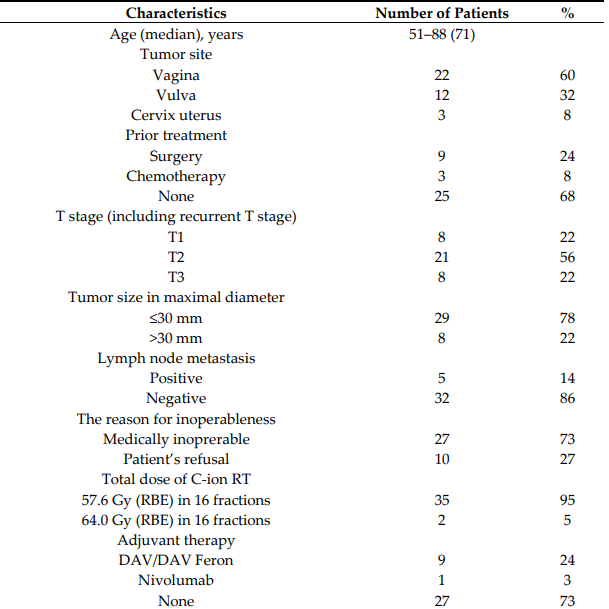 Characteristics Number of Patients %
Age (median), years 51–88 (71)
Tumor site
Vagina 22 60
Vulva 12 32
Cervix uterus 3 8
Prior treatment
Surgery 9 24
Chemotherapy 3 8
None 25 68
T stage (including recurrent T stage)
T1 8 22
T2 21 56
T3 8 22
Tumor size in maximal diameter
≤30 mm 29 78
>30 mm 8 22
Lymph node metastasis
Positive 5 14
Negative 32 86
The reason for inoperableness
Medically inoprerable 27 73
Patient’s refusal 10 27
Total dose of C-ion RT
57.6 Gy (RBE) in 16 fractions 35 95
64.0 Gy (RBE) in 16 fractions 2 5
Adjuvant therapy
DAV/DAV Feron 9 24
Nivolumab 1 3
None 27 73